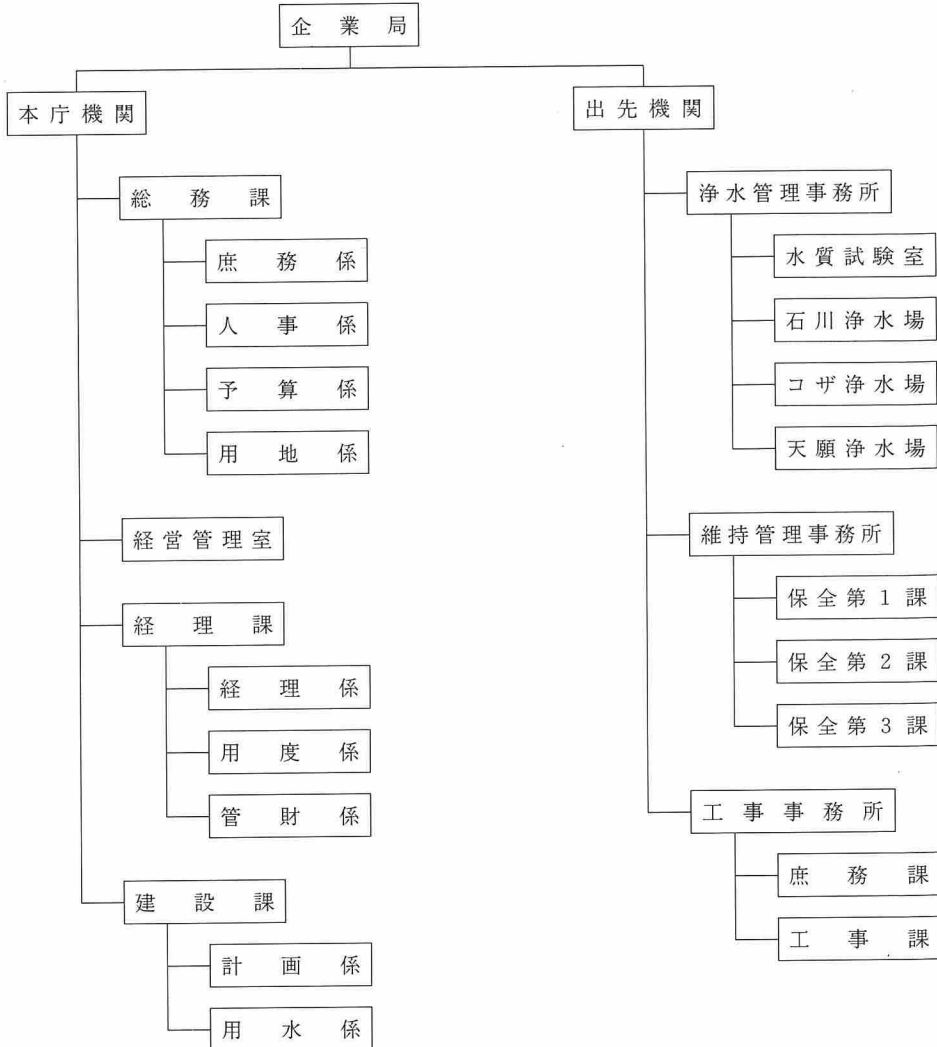 企業局
本庁機関
総務課
庶務係
人事係
予算係
用地係
経営管理室
経理課
経理係
用度係
管財係
建設課
計画係
用水係
出先機関
浄水管理事務所
水質試験室
石川浄水場
コザ浄水場
天願浄水場
維持管理事務所
保全第1課
保全第2課
保全第3課
工事事務所
庶務課
工事課